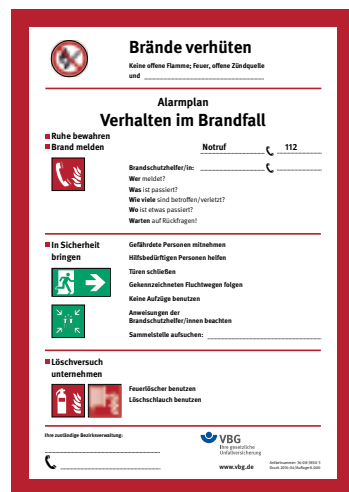 Brände verhüten
Keine offene Flamme; Feuer, offene Zündquelle
und
Alarmplan
Verhalten im Brandfall
Ruhe bewahren
Brand melden
Notruf 112
Brandschutzhelfer/in:
Wer meldet?
Was ist passiert?
Wie viele sind betroffen/verletzt?
Wo ist etwas passiert?
Warten auf Rückfragen!
In Sicherheit
bringen
Gefährdete Personen mitnehmen
Hilfsbedürftigen Personen helfen
Türen schließen
Gekennzeichneten Fluchtwegen folgen
Keine Aufzüge benutzen
Anweisungen der
Brandschutzhelfer/innen beachten
Sammelstelle aufsuchen:
Löschversuch
unternehmen
Feuerlöscher benutzen
Löschschlauch benutzen
Ihre zuständige Bezirksverwaltung:
VBG
Ihre gesetzliche
Unfallversicherung
www.vbg.de